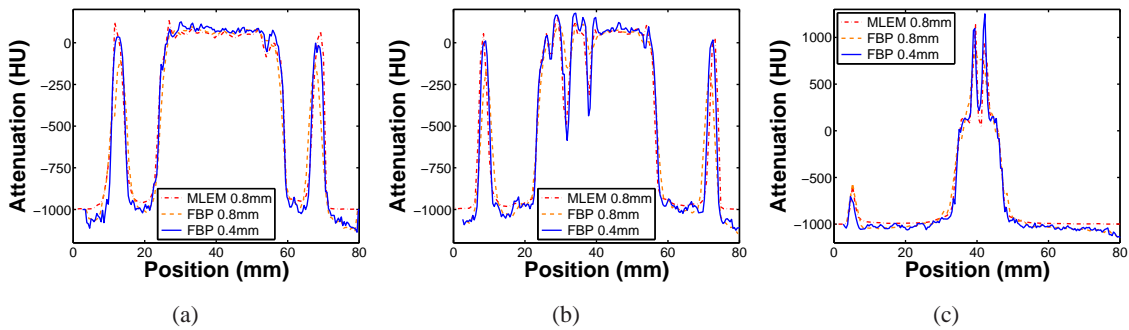 0
−250
−500
−750
−1000
0 20 40 60 80
Attenuation (HU)
Position (mm)
MLEM 0.8mm
FBP 0.8mm
FBP 0.4mm
(a)
0
−250
−500
−750
−1000
0 20 40 60 80
Attenuation (HU)
Position (mm)
MLEM 0.8mm
FBP 0.8mm
FBP 0.4mm
(b)
1000
500
0
−500
−1000
0 20 40 60 80
Attenuation (HU)
Position (mm)
MLEM 0.8mm
FBP 0.8mm
FBP 0.4mm
(c)